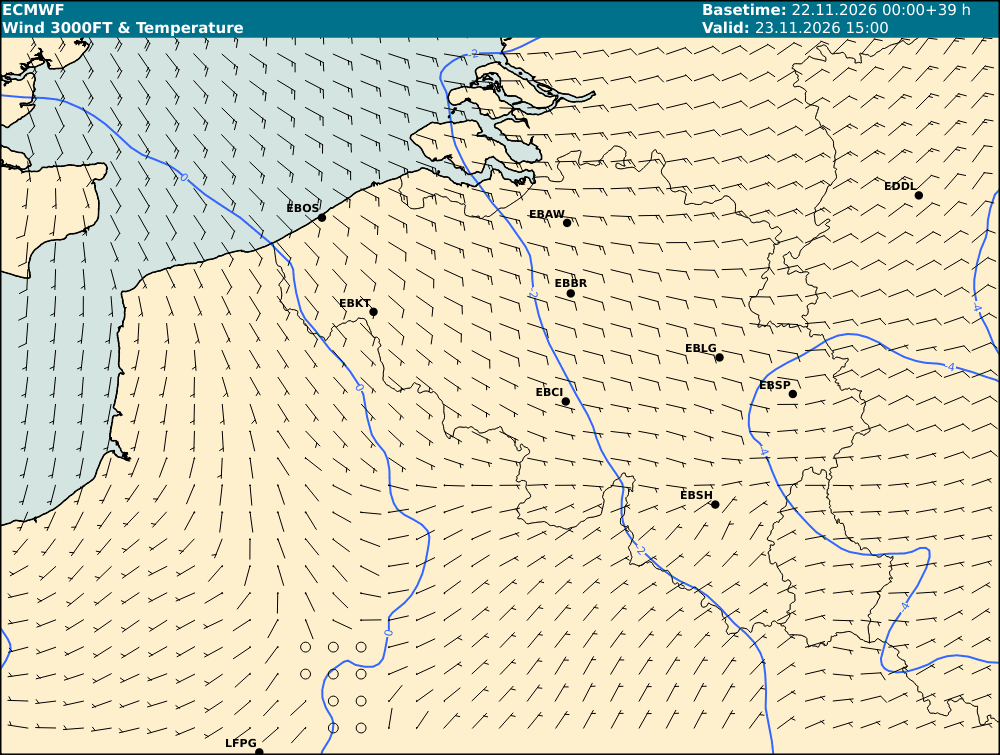 ECMWF
Basetime: 22.11.2026 00:00+39 h
Wind 3000FT & Temperature
Valid: 23.11.2026 15:00
-2
0
EDDL
EBOS
EBAW
EBBR
-2
EBKT
-4
EBLG
-4
EBSP
0
EBCI
-4
EBSH
-2
-4
0
LFPG